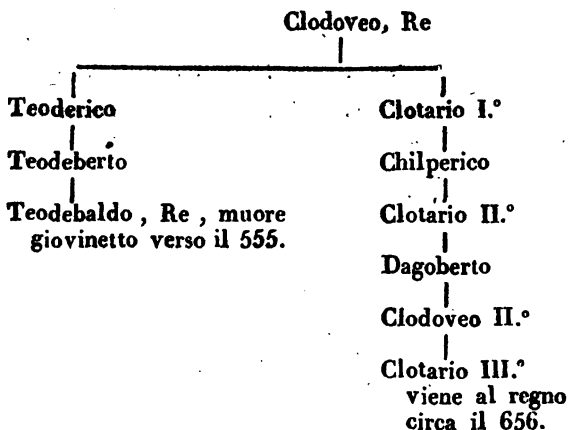 Clodoveo, Re
Teoderico
Clotario I.º
Teodeberto
Chilperico
Teodebaldo, Re, muore
giovinetto verso il 555.
Clotario II.º
Dagoberto
Clodoveo II.º
Clotario III.º
viene al regno
circa il 656.